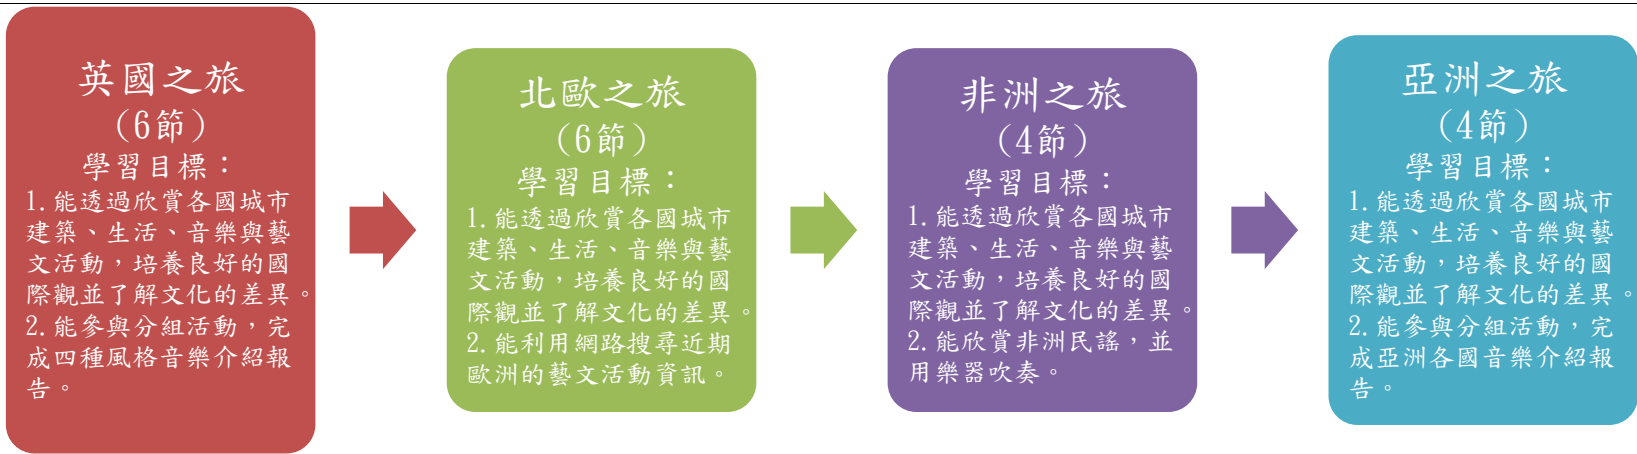 英國之旅
(6節)
學習目標：
1.能透過欣賞各國城市
建築、生活、音樂與藝
文活動，培養良好的國
際觀並了解文化的差異。
2.能參與分組活動，完
成四種風格音樂介紹報
告。
北歐之旅
(6節)
學習目標：
1.能透過欣賞各國城市
建築、生活、音樂與藝
文活動，培養良好的國
際觀並了解文化的差異。
2.能利用網路搜尋近期
歐洲的藝文活動資訊。
非洲之旅
(4節)
學習目標：
1.能透過欣賞各國城市
建築、生活、音樂與藝
文活動，培養良好的國
際觀並了解文化的差異。
2.能欣賞非洲民謠，並
用樂器吹奏。
亞洲之旅
(4節)
學習目標：
1.能透過欣賞各國城市
建築、生活、音樂與藝
文活動，培養良好的國
際觀並了解文化的差異。
2.能參與分組活動，完
成亞洲各國音樂介紹報
告。